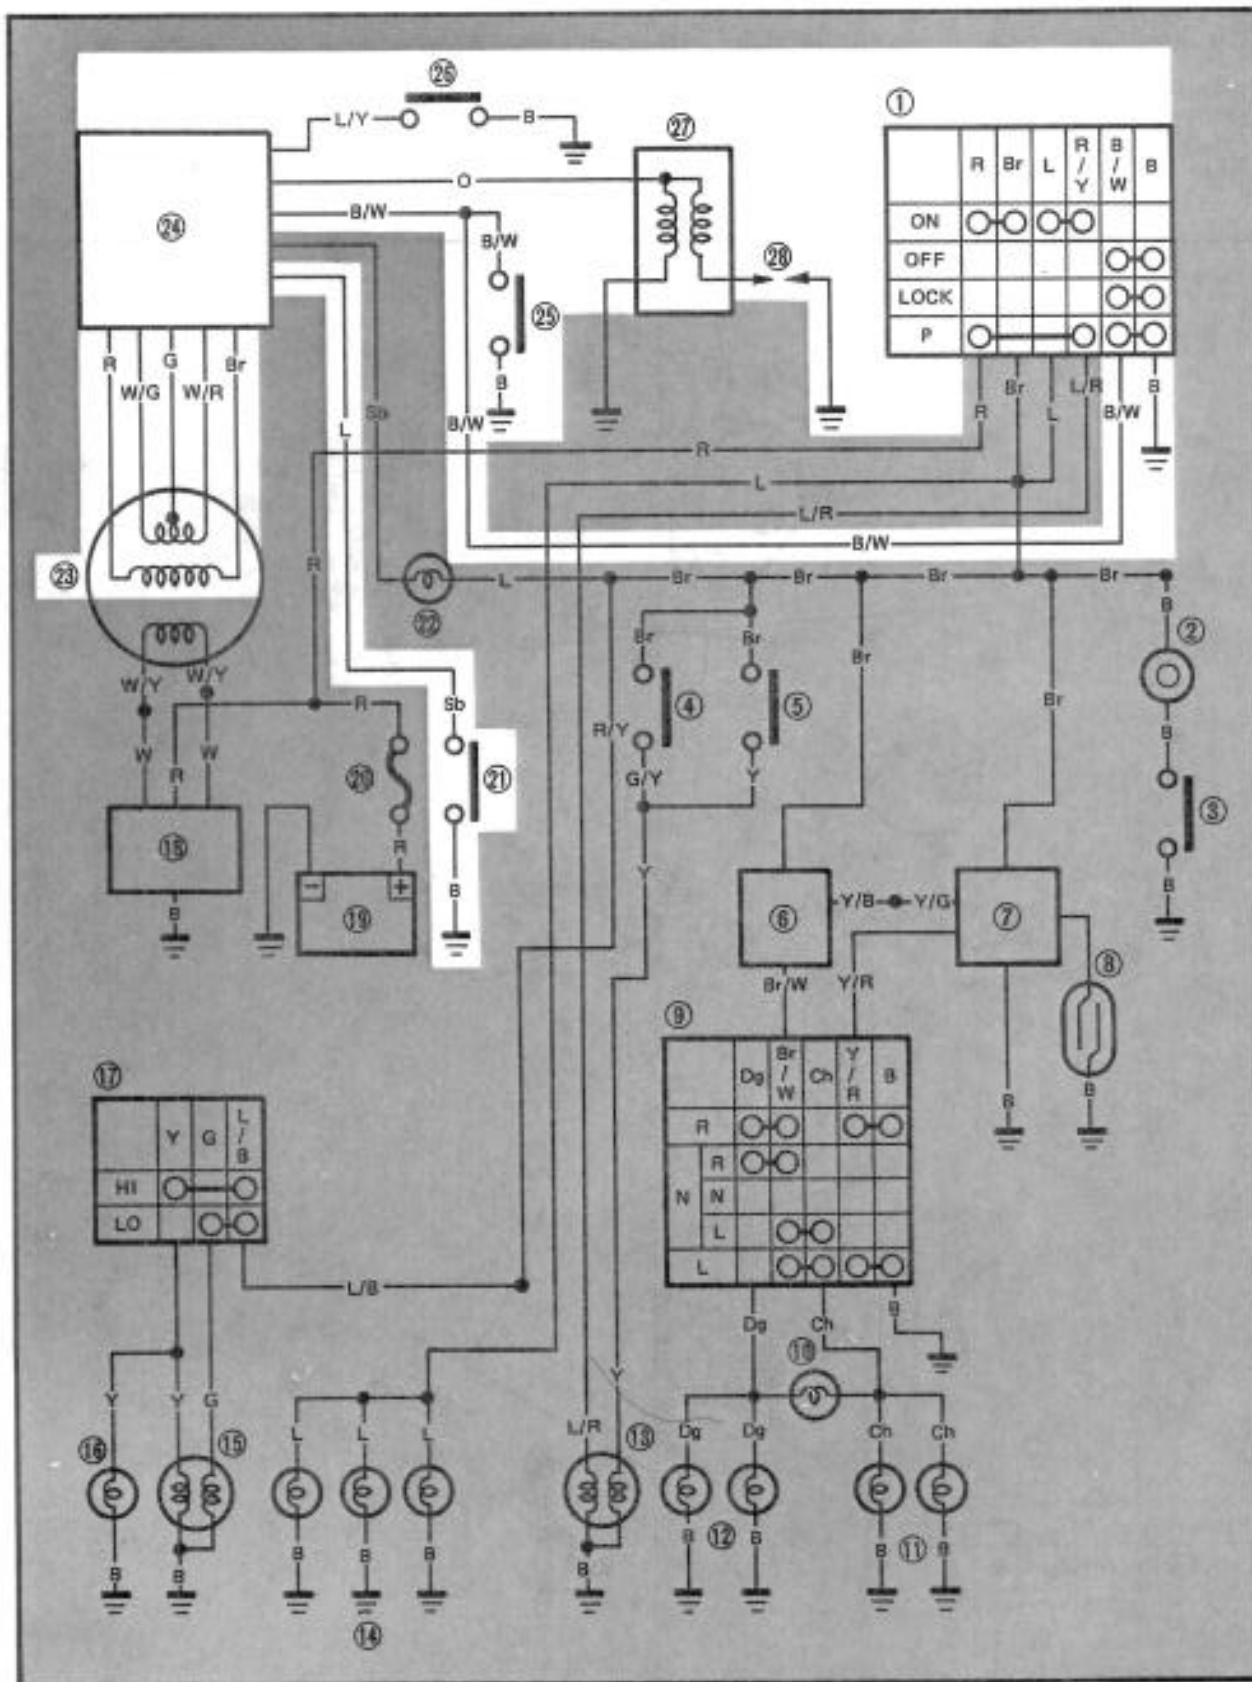 26
L/Y B
1
27
R Br L R/Y B/W B
O
ON
24
B/W
B/W
28
OFF
LOCK
25
P
R W/G G W/R Br
B
Sb
R Br L L/R B/W B
L
B/W
R
L
L/R
B/W
23
R
22
L Br Br Br Br
B
2
W/Y W/Y
Br Br Br
Br
R
Sb
4 5
R/Y
B
W R W
20
21
G/Y Y
3
18
R
Y
B
B
19
B
6
Y/B Y/G
7
8
Br/W Y/R
9
17
Dg Br/W Ch Y/R B
B B
Y G L/B
R
HI
N R
LO
N
L
L
L/B
Dg Ch B
10
Y Y G
L L L
L/R Y
13
Dg Dg
Ch Ch
16 15
B B
B B B
B
B 12 B
B 11 B
14